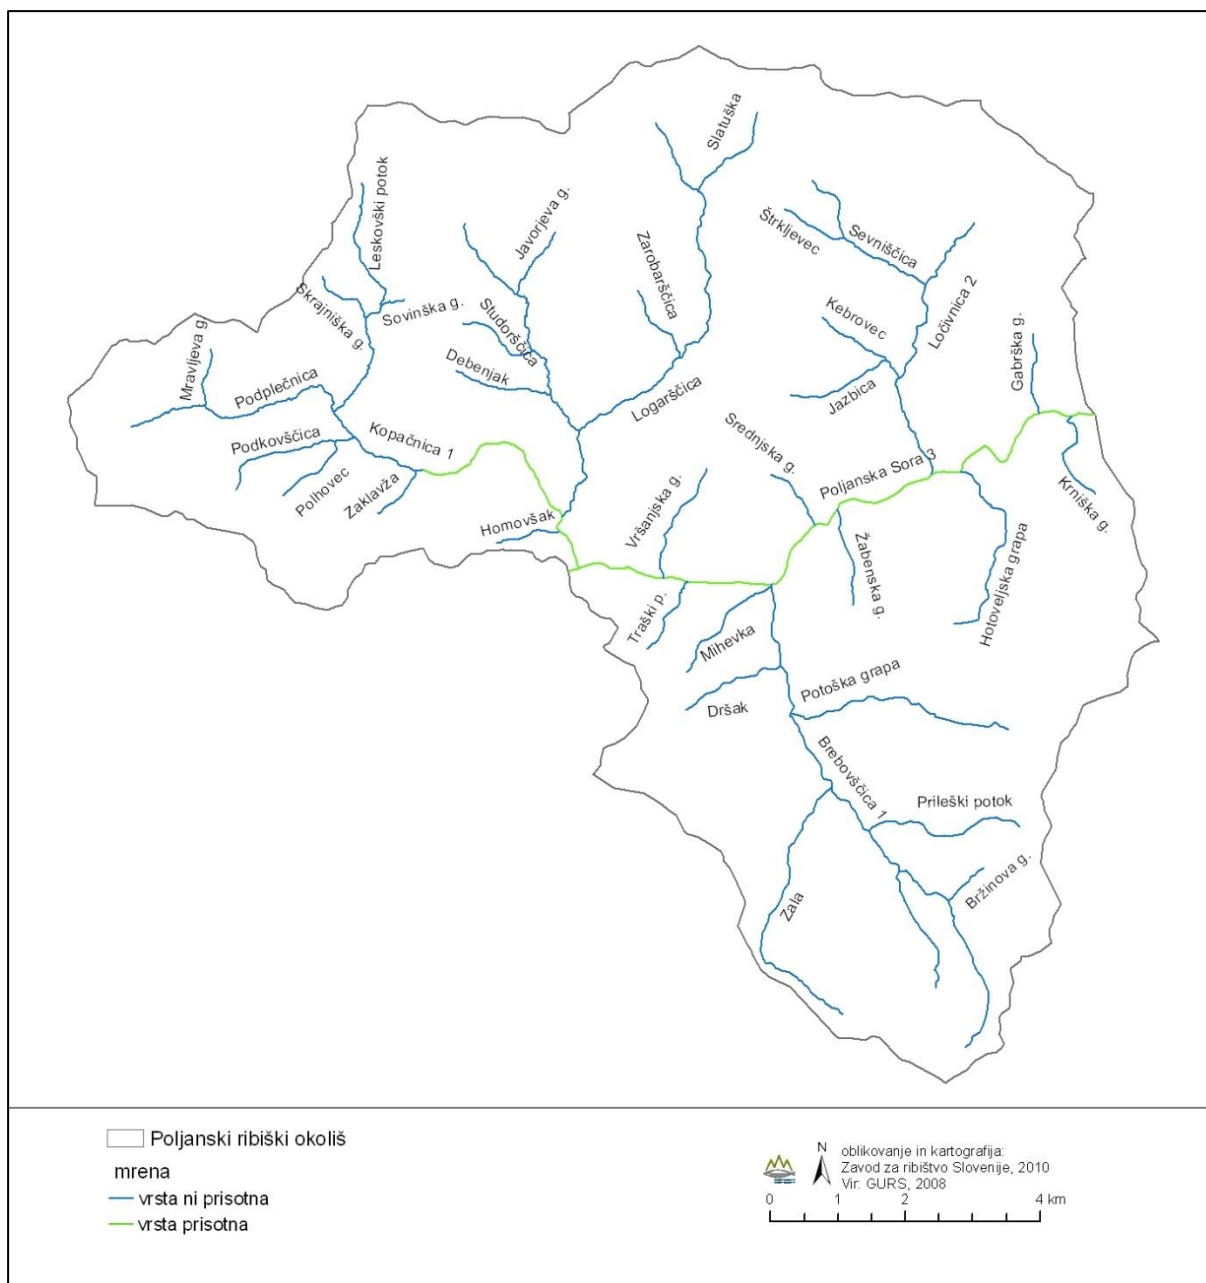 Slatuška
Leskovški potok
Javorjeva g.
Štrkljevec
Sevniščica
Zarobarščica
Skrajniška g.
Sovinška g.
Studorščica
Kebrovec
Ločivnica 2
Mravljeva g.
Debenjak
Gabrška g.
Podplečnica
Logarščica
Jazbica
Kopačnica 1
Podkovščica
Srednjska g.
Polhovec
Zaklavža
Poljanska Sora 3
Krniška g.
Homovšak
Vršanjska g.
Žabenska g.
Hotoveljska grapa
Traški p.
Mihevka
Potoška grapa
Dršak
Brebovščica 1
Prileški potok
Bržinova g.
Zala
Poljanski ribiški okoliš
mrena
vrsta ni prisotna
vrsta prisotna
N
oblikovanje in kartografija:
Zavod za ribištvo Slovenije, 2010
Vir: GURS, 2008
0 1 2 4 km